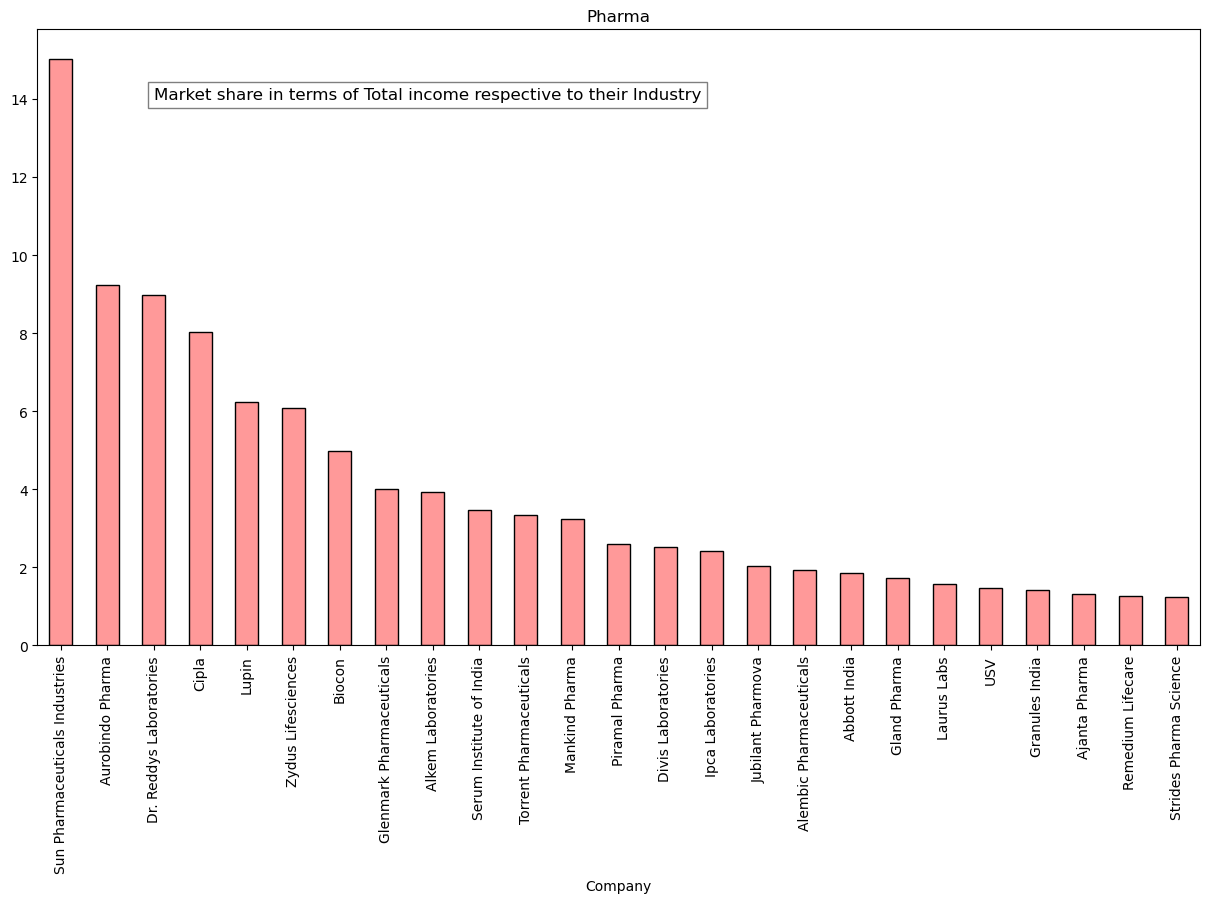 Pharma
Market share in terms of Total income respective to their Industry
14
12
10
8
6
4
2
0
Sun Pharmaceuticals Industries
Aurobindo Pharma
Dr. Reddys Laboratories
Cipla
Lupin
Zydus Lifesciences
Biocon
Glenmark Pharmaceuticals
Alkem Laboratories
Serum Institute of India
Torrent Pharmaceuticals
Mankind Pharma
Piramal Pharma
Divis Laboratories
Ipca Laboratories
Jubilant Pharmova
Alembic Pharmaceuticals
Abbott India
Gland Pharma
Laurus Labs
USV
Granules India
Ajanta Pharma
Remedium Lifecare
Strides Pharma Science
Company